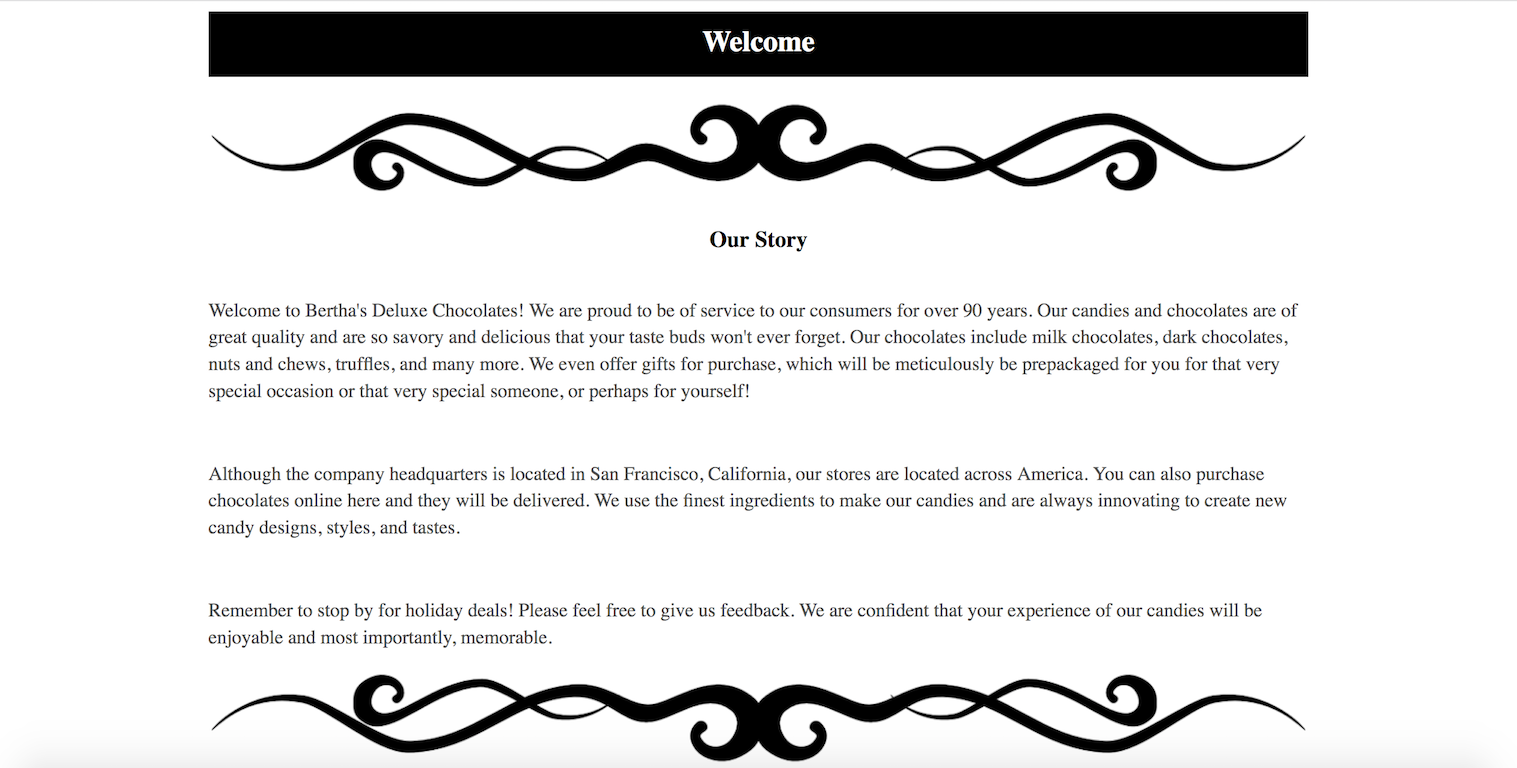 Welcome
Our Story
Welcome to Bertha's Deluxe Chocolates! We are proud to be of service to our consumers for over 90 years. Our candies and chocolates are of
great quality and are so savory and delicious that your taste buds won't ever forget. Our chocolates include milk chocolates, dark chocolates,
nuts and chews, truffles, and many more. We even offer gifts for purchase, which will be meticulously be prepackaged for you for that very
special occasion or that very special someone, or perhaps for yourself!
Although the company headquarters is located in San Francisco, California, our stores are located across America. You can also purchase
chocolates online here and they will be delivered. We use the finest ingredients to make our candies and are always innovating to create new
candy designs, styles, and tastes.
Remember to stop by for holiday deals! Please feel free to give us feedback. We are confident that your experience of our candies will be
enjoyable and most importantly, memorable.